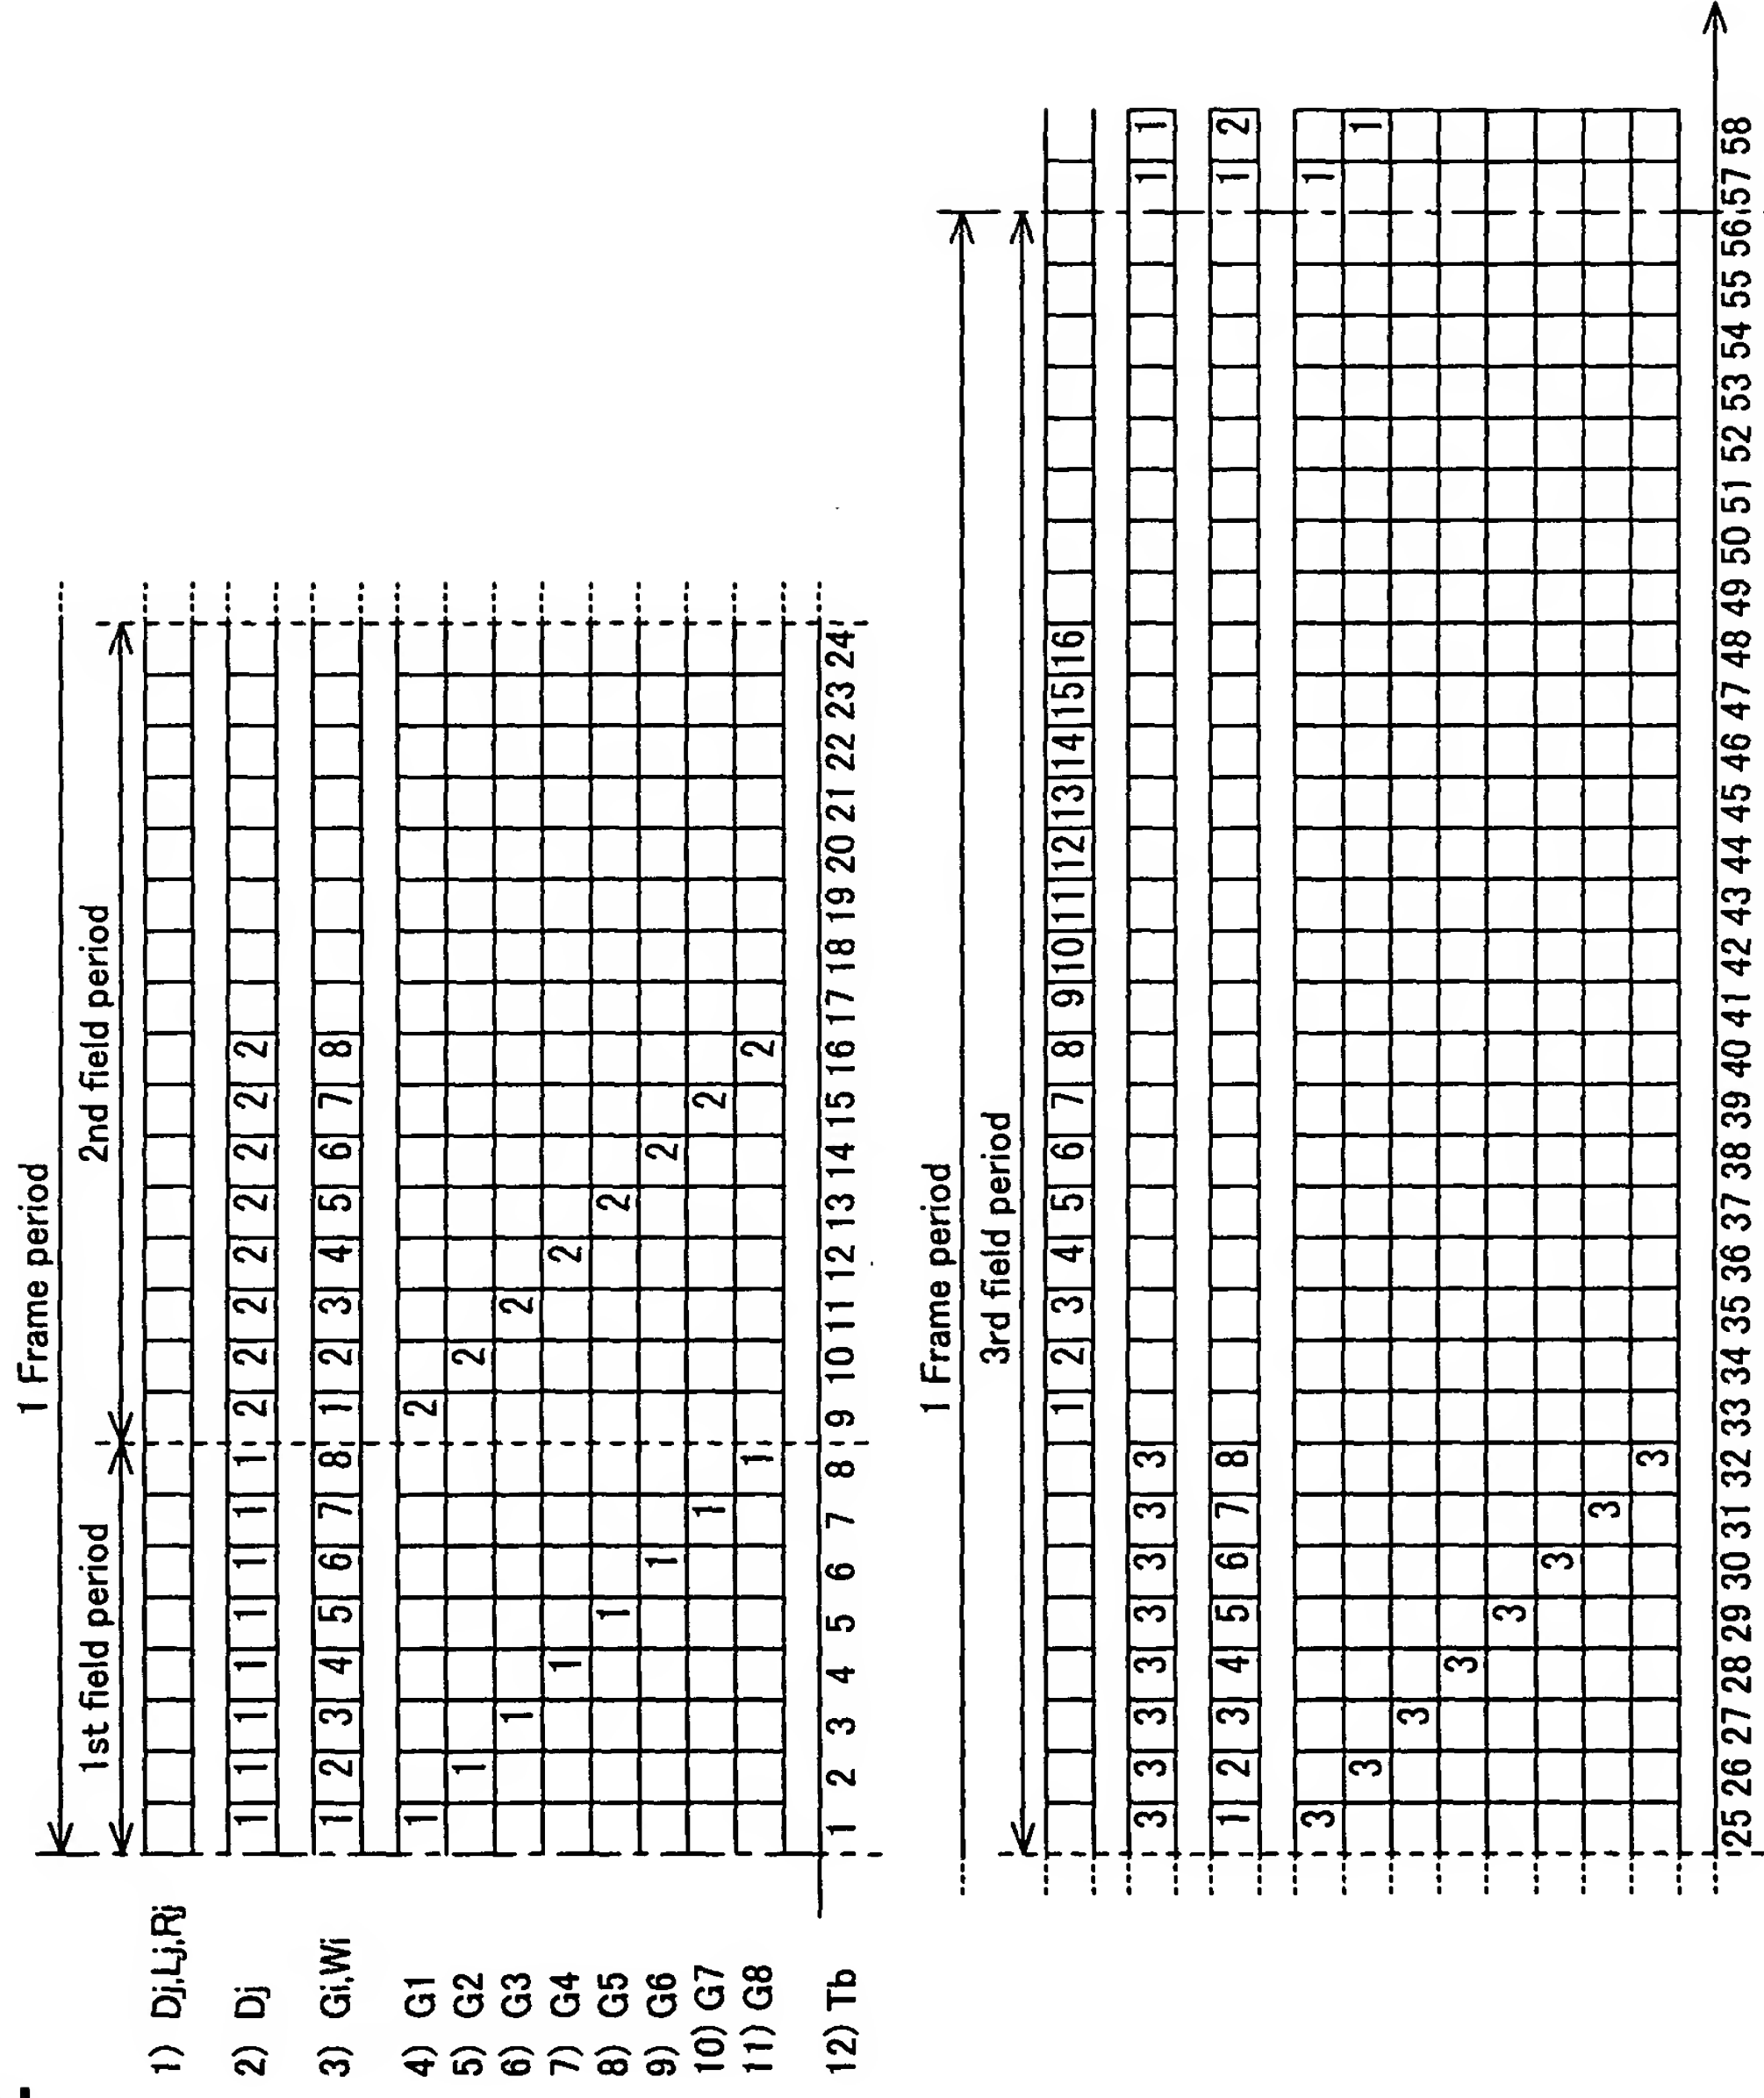 1 Frame period
1st field period 2nd field period
1) Dj,Lj,Rj
2) Dj 1 1 1 1 1 1 1 1 2 2 2 2 2 2 2 2
3) Gi,Wi 1 2 3 4 5 6 7 8 1 2 3 4 5 6 7 8
4) G1 1 2
5) G2 1 2
6) G3 1 2
7) G4 1 2
8) G5 1 2
9) G6 1 2
10) G7 1 2
11) G8 1 2
12) Tb 1 2 3 4 5 6 7 8 9 10 11 12 13 14 15 16 17 18 19 20 21 22 23 24
1 Frame period
3rd field period
1 2 3 4 5 6 7 8 9 10 11 12 13 14 15 16
3 3 3 3 3 3 3 3 1 1
1 2 3 4 5 6 7 8 1 2
3 1
3 1
3
3
3
3
3
3
25 26 27 28 29 30 31 32 33 34 35 36 37 38 39 40 41 42 43 44 45 46 47 48 49 50 51 52 53 54 55 56 57 58